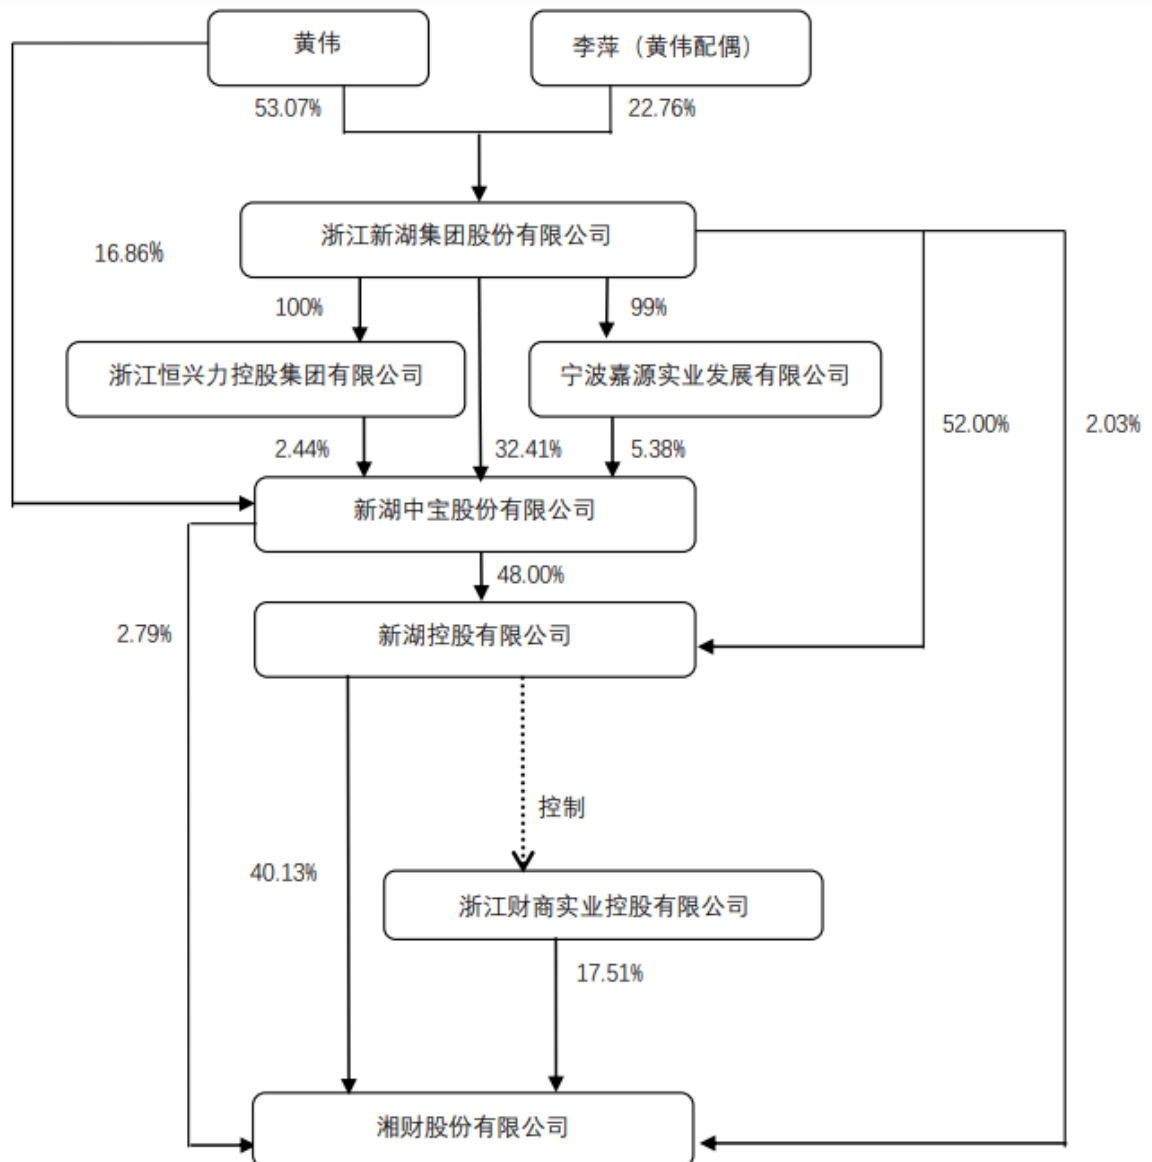 黄伟
李萍（黄伟配偶）
53.07%
22.76%
浙江新湖集团股份有限公司
16.86%
100%
99%
浙江恒兴力控股集团有限公司
宁波嘉源实业发展有限公司
52.00%
2.03%
2.44%
32.41%
5.38%
新湖中宝股份有限公司
48.00%
2.79%
新湖控股有限公司
控制
40.13%
浙江财商实业控股有限公司
17.51%
湘财股份有限公司